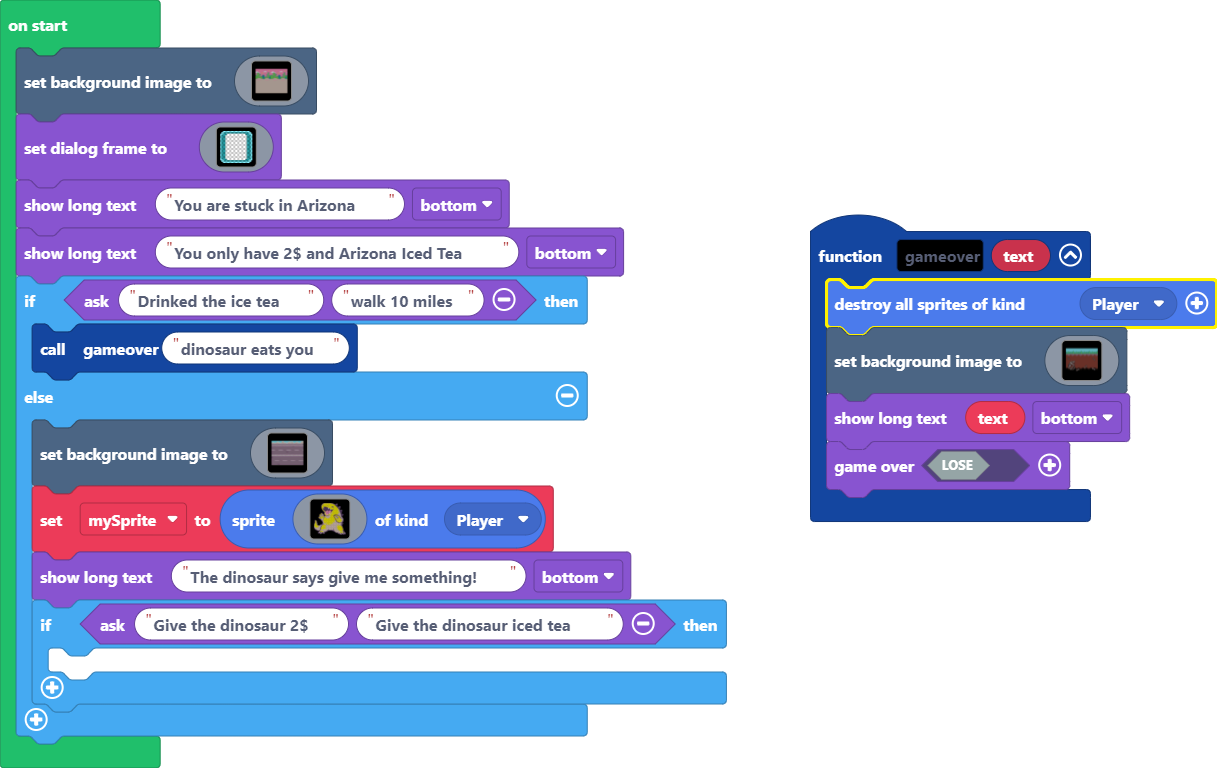 on start
set background image to
set dialog frame to
show long text "You are stuck in Arizona" bottom
show long text "You only have 2$ and Arizona Iced Tea" bottom
if ask "Drinked the ice tea" "walk 10 miles" then
call gameover "dinosaur eats you"
else
set background image to
set mySprite to sprite of kind Player
show long text "The dinosaur says give me something!" bottom
if ask "Give the dinosaur 2$" "Give the dinosaur iced tea" then
function gameover text
destroy all sprites of kind Player
set background image to
show long text text bottom
game over LOSE